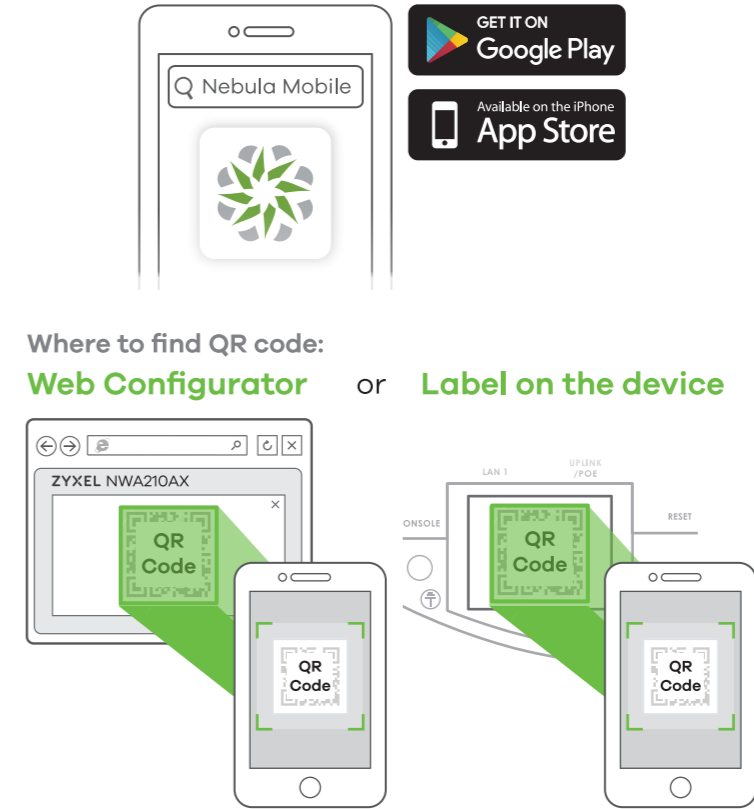 Nebula Mobile
GET IT ON
Google Play
Available on the iPhone
App Store
Where to find QR code:
Web Configurator or Label on the device
ZYXEL NWA210AX
QR
Code
QR
Code
LAN 1
UPLINK
/POE
ONSOLE
RESET
QR
Code
QR
Code